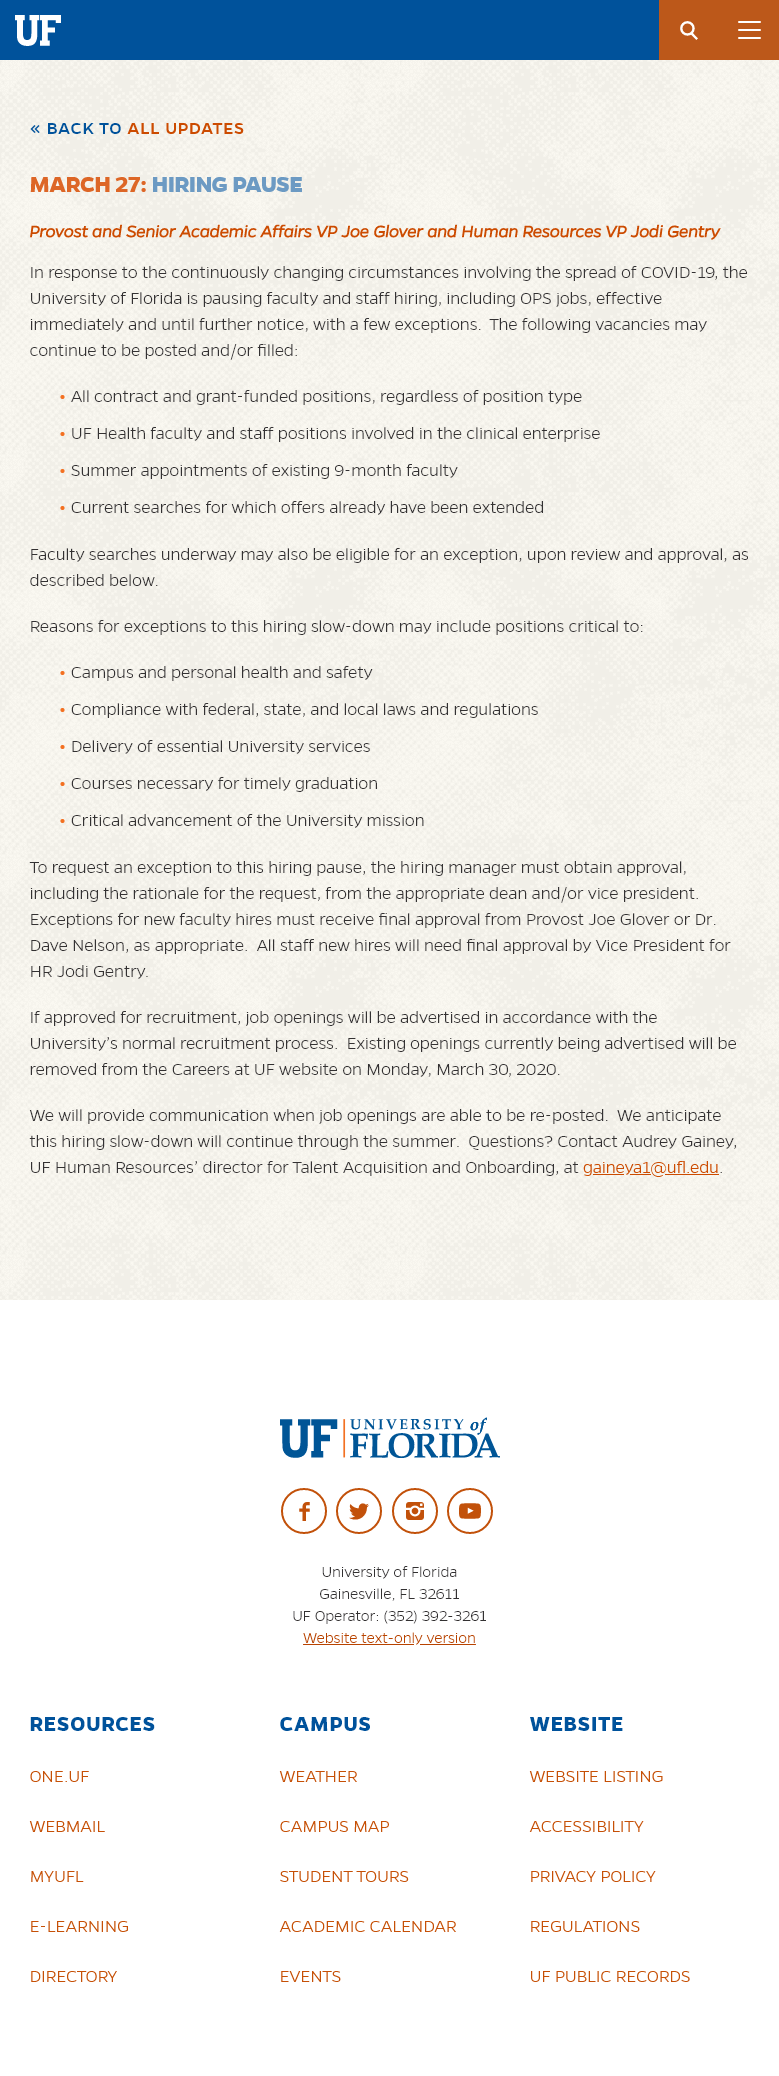 UF
« BACK TO ALL UPDATES
MARCH 27: HIRING PAUSE
Provost and Senior Academic Affairs VP Joe Glover and Human Resources VP Jodi Gentry
In response to the continuously changing circumstances involving the spread of COVID-19, the
University of Florida is pausing faculty and staff hiring, including OPS jobs, effective
immediately and until further notice, with a few exceptions.  The following vacancies may
continue to be posted and/or filled:
• All contract and grant-funded positions, regardless of position type
• UF Health faculty and staff positions involved in the clinical enterprise
• Summer appointments of existing 9-month faculty
• Current searches for which offers already have been extended
Faculty searches underway may also be eligible for an exception, upon review and approval, as
described below.
Reasons for exceptions to this hiring slow-down may include positions critical to:
• Campus and personal health and safety
• Compliance with federal, state, and local laws and regulations
• Delivery of essential University services
• Courses necessary for timely graduation
• Critical advancement of the University mission
To request an exception to this hiring pause, the hiring manager must obtain approval,
including the rationale for the request, from the appropriate dean and/or vice president.
Exceptions for new faculty hires must receive final approval from Provost Joe Glover or Dr.
Dave Nelson, as appropriate.  All staff new hires will need final approval by Vice President for
HR Jodi Gentry.
If approved for recruitment, job openings will be advertised in accordance with the
University’s normal recruitment process.  Existing openings currently being advertised will be
removed from the Careers at UF website on Monday, March 30, 2020.
We will provide communication when job openings are able to be re-posted.  We anticipate
this hiring slow-down will continue through the summer.  Questions? Contact Audrey Gainey,
UF Human Resources’ director for Talent Acquisition and Onboarding, at gaineya1@ufl.edu.
UF UNIVERSITY of
FLORIDA
University of Florida
Gainesville, FL 32611
UF Operator: (352) 392-3261
Website text-only version
RESOURCES
ONE.UF
WEBMAIL
MYUFL
E-LEARNING
DIRECTORY
CAMPUS
WEATHER
CAMPUS MAP
STUDENT TOURS
ACADEMIC CALENDAR
EVENTS
WEBSITE
WEBSITE LISTING
ACCESSIBILITY
PRIVACY POLICY
REGULATIONS
UF PUBLIC RECORDS